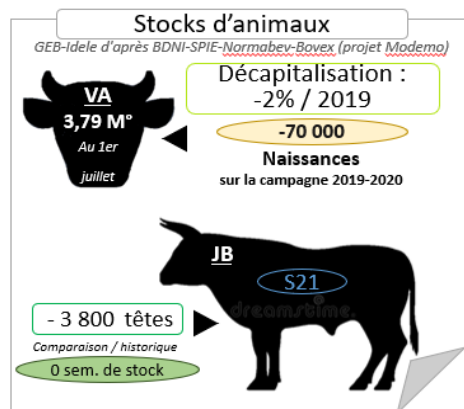 Stocks d'animaux
GEB-Idele d'après BDNI-SPIE-Normabev-Bovex (projet Modemo)
VA
3,79 M°
Au 1er
juillet
Décapitalisation :
-2% / 2019
-70 000
Naissances
sur la campagne 2019-2020
JB
S21
dreamstime.
- 3 800 têtes
Comparaison / historique
0 sem. de stock